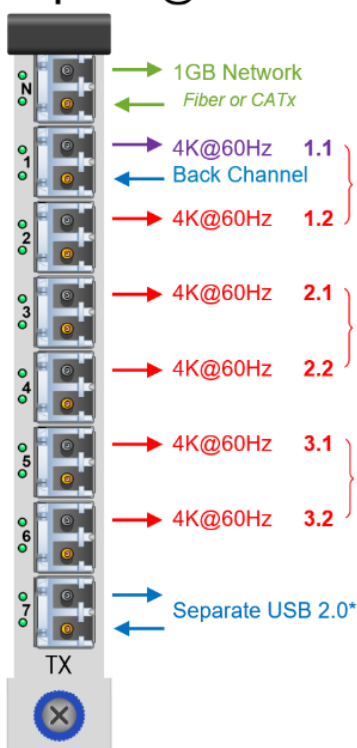 N
1GB Network
Fiber or CATx
1
4K@60Hz 1.1
Back Channel
2
4K@60Hz 1.2
3
4K@60Hz 2.1
4
4K@60Hz 2.2
5
4K@60Hz 3.1
6
4K@60Hz 3.2
7
Separate USB 2.0*
TX